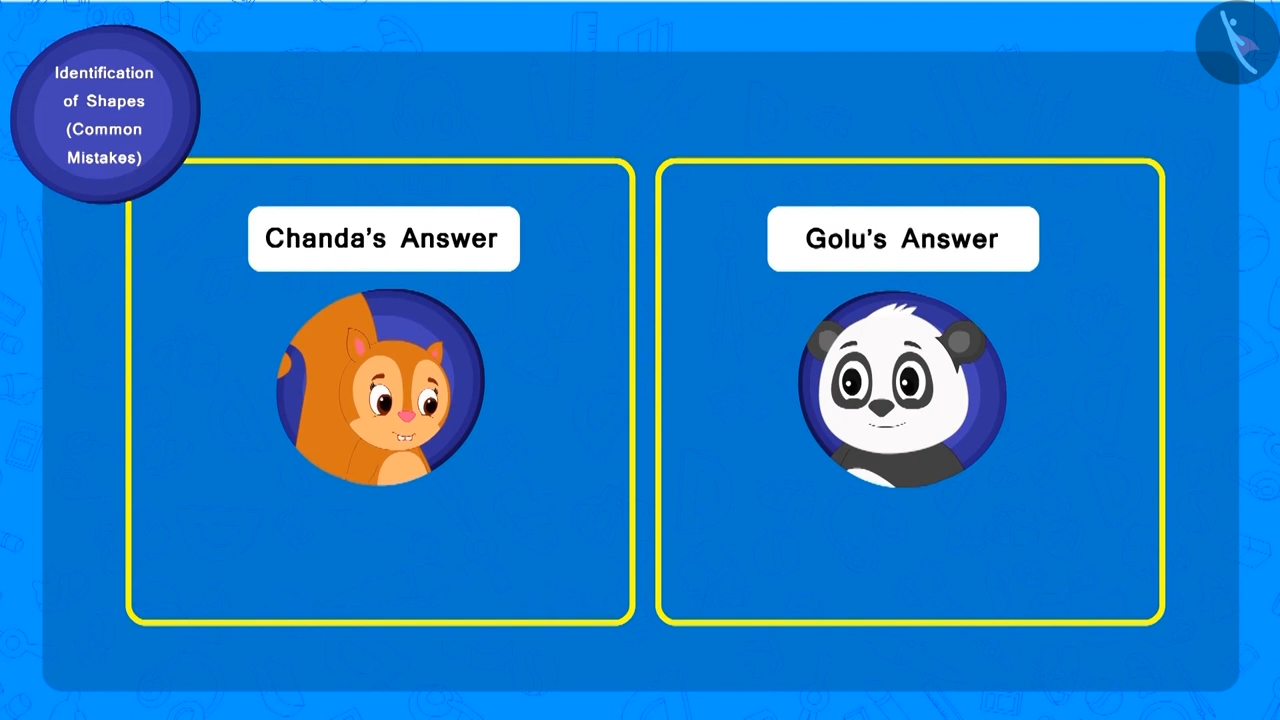 Identification
of Shapes
(Common
Mistakes)
Chanda's Answer
Golu's Answer